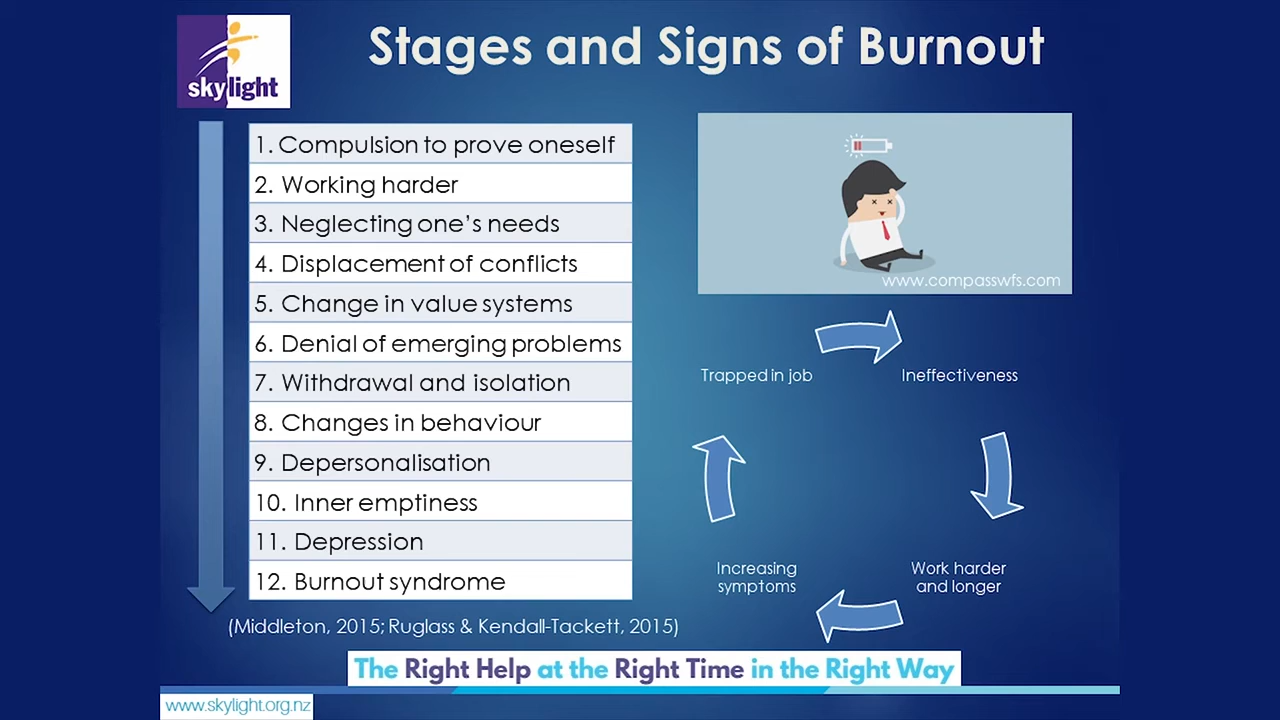 Stages and Signs of Burnout
skylight
1. Compulsion to prove oneself
2. Working harder
3. Neglecting one's needs
4. Displacement of conflicts
5. Change in value systems
6. Denial of emerging problems
7. Withdrawal and isolation
8. Changes in behaviour
9. Depersonalisation
10. Inner emptiness
11. Depression
12. Burnout syndrome
(Middleton, 2015; Ruglass & Kendall-Tackett, 2015)
www.compasswfs.com
Trapped in job
Ineffectiveness
Work harder
and longer
Increasing
symptoms
The Right Help at the Right Time in the Right Way
www.skylight.org.nz